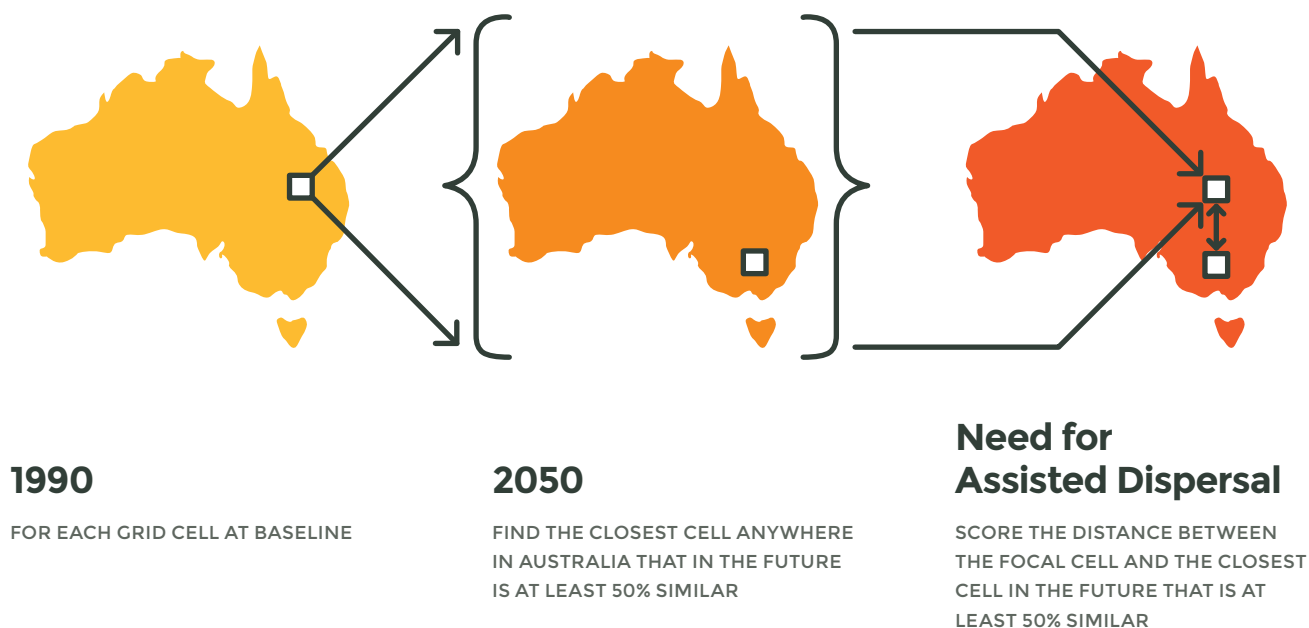 1990
FOR EACH GRID CELL AT BASELINE
2050
FIND THE CLOSEST CELL ANYWHERE
IN AUSTRALIA THAT IN THE FUTURE
IS AT LEAST 50% SIMILAR
Need for
Assisted Dispersal
SCORE THE DISTANCE BETWEEN
THE FOCAL CELL AND THE CLOSEST
CELL IN THE FUTURE THAT IS AT
LEAST 50% SIMILAR